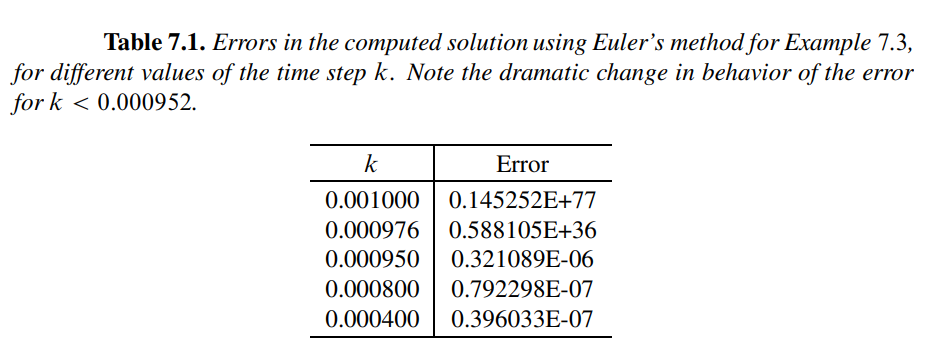 Table 7.1. Errors in the computed solution using Euler's method for Example 7.3,
for different values of the time step k. Note the dramatic change in behavior of the error
for k < 0.000952.
k Error
0.001000 0.145252E+77
0.000976 0.588105E+36
0.000950 0.321089E-06
0.000800 0.792298E-07
0.000400 0.396033E-07